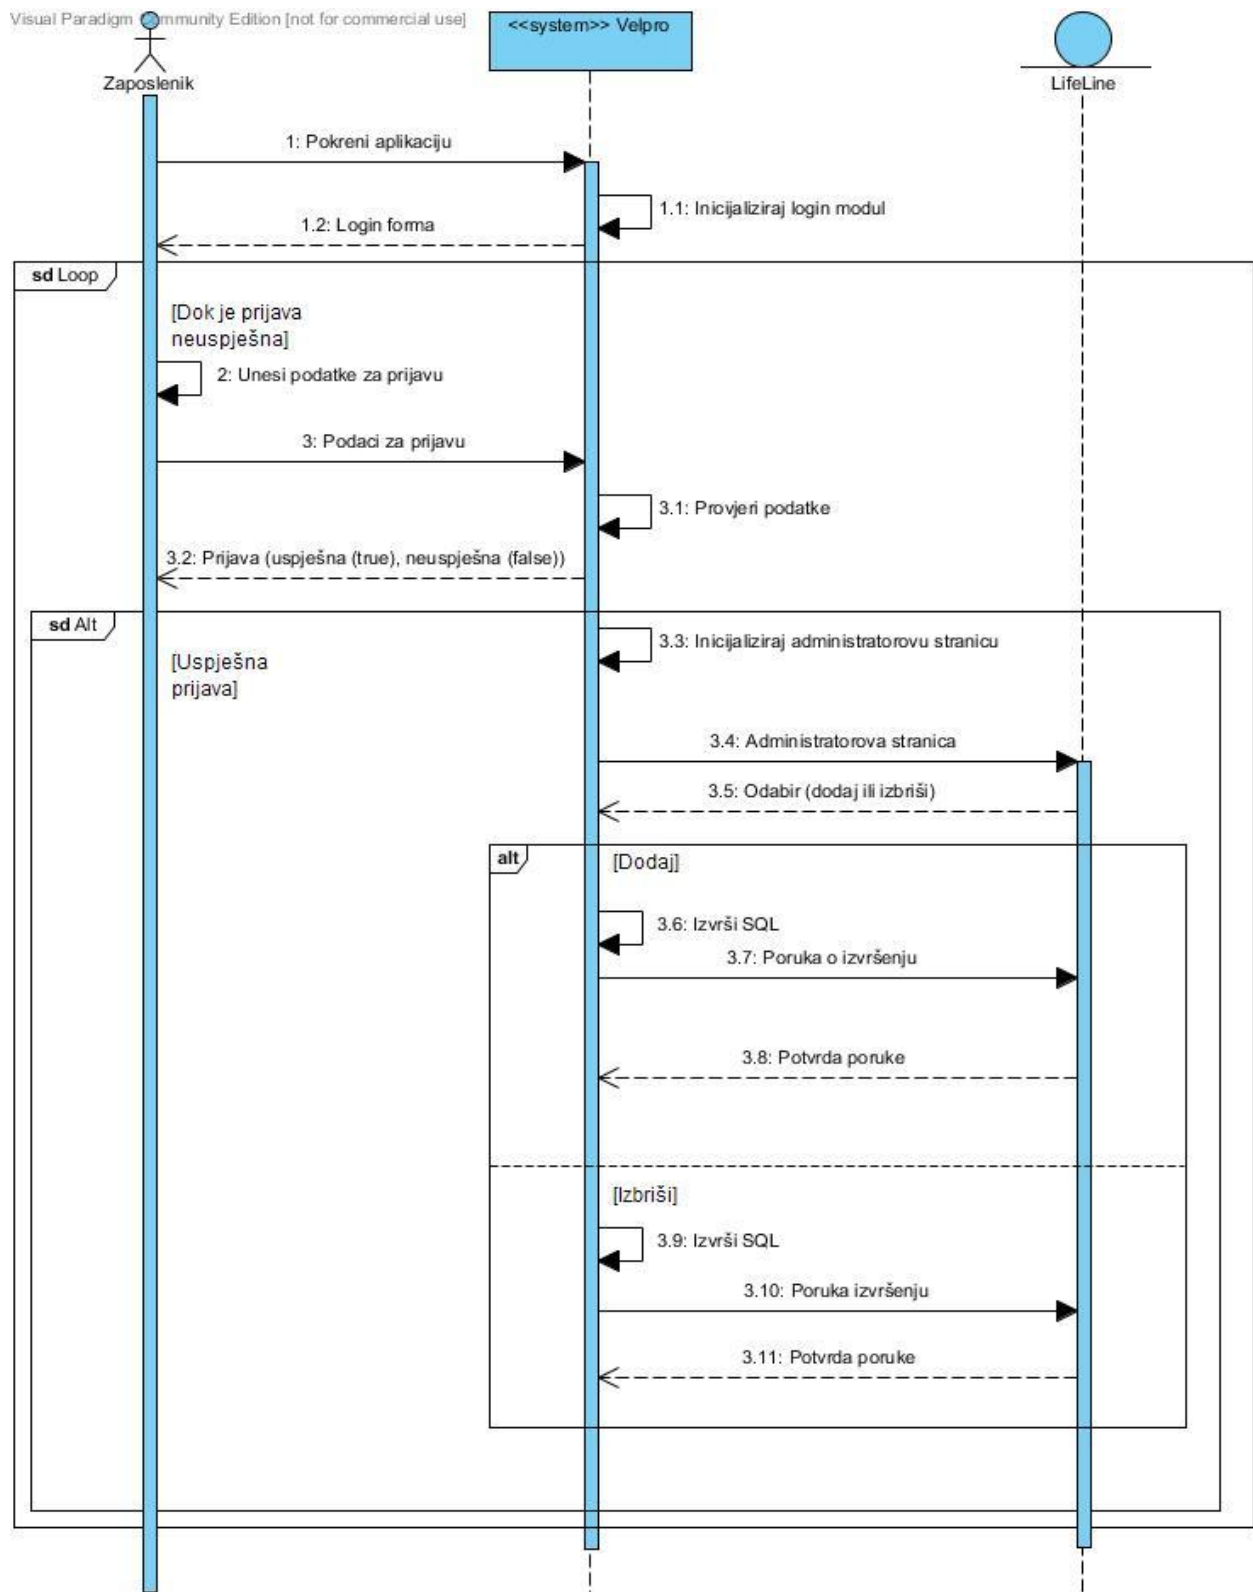 Visual Paradigm Community Edition [not for commercial use]
<<system>> Velpro
Zaposlenik
LifeLine
1: Pokreni aplikaciju
1.1: Inicijaliziraj login modul
1.2: Login forma
sd Loop
[Dok je prijava
neuspješna]
2: Unesi podatke za prijavu
3: Podaci za prijavu
3.1: Provjeri podatke
3.2: Prijava (uspješna (true), neuspješna (false))
sd Alt
3.3: Inicijaliziraj administratorovu stranicu
[Uspješna
prijava]
3.4: Administratorova stranica
3.5: Odabir (dodaj ili izbriši)
alt
[Dodaj]
3.6: Izvrši SQL
3.7: Poruka o izvršenju
3.8: Potvrda poruke
[Izbriši]
3.9: Izvrši SQL
3.10: Poruka izvršenju
3.11: Potvrda poruke